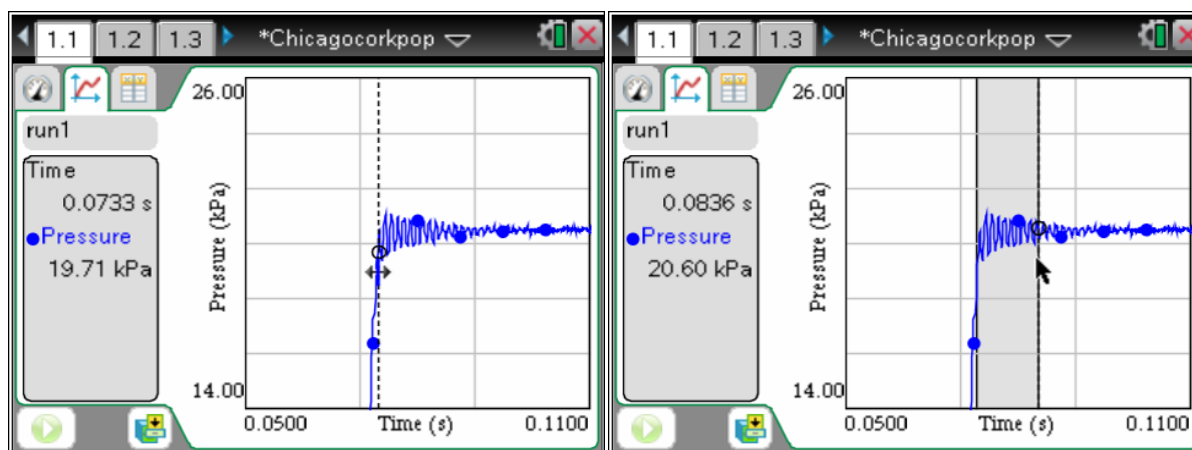 1.1 1.2 1.3 *Chicagocorkpop
run1
Time
0.0733 s
Pressure
19.71 kPa
26.00
Pressure (kPa)
14.00
0.0500 Time (s) 0.1100
1.1 1.2 1.3 *Chicagocorkpop
run1
Time
0.0836 s
Pressure
20.60 kPa
26.00
Pressure (kPa)
14.00
0.0500 Time (s) 0.1100